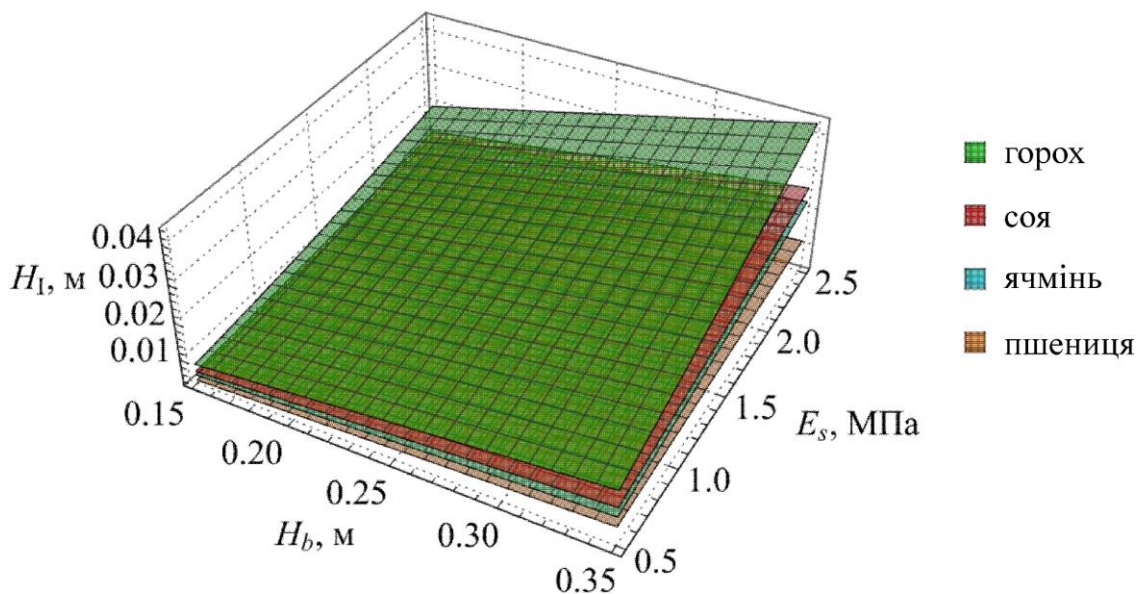 0.04
H_I, м 0.03
0.02
0.01
0.15
0.20
0.25
0.30
0.35
H_b, м
0.5
1.0
1.5
2.0
2.5
E_s, МПа
горох
соя
ячмінь
пшениця